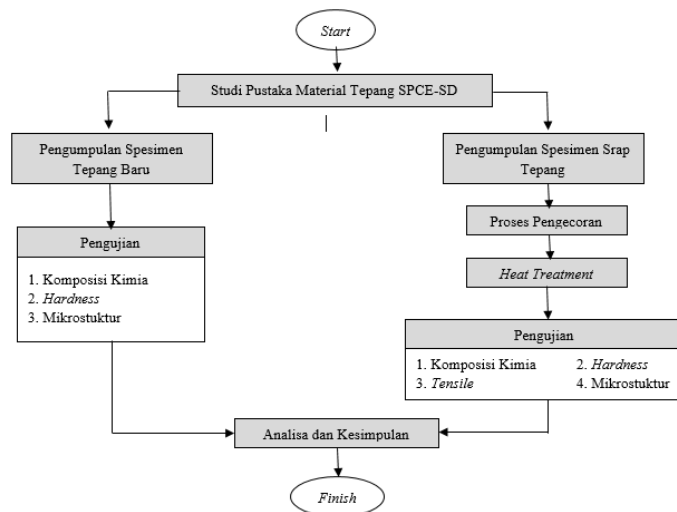 Start
Studi Pustaka Material Tepang SPCE-SD
Pengumpulan Spesimen
Tepang Baru
Pengujian
1. Komposisi Kimia
2. Hardness
3. Mikrostuktur
Pengumpulan Spesimen Srap
Tepang
Proses Pengecoran
Heat Treatment
Pengujian
1. Komposisi Kimia 2. Hardness
3. Tensile 4. Mikrostuktur
Analisa dan Kesimpulan
Finish